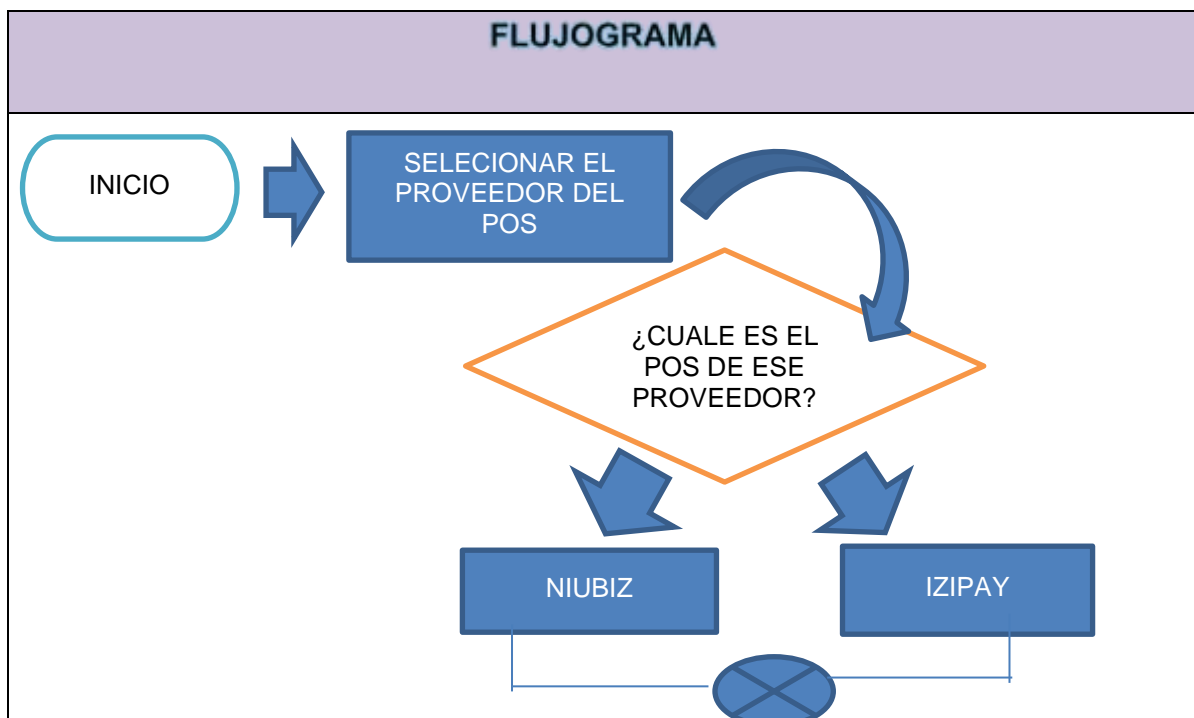 FLUJOGRAMA
INICIO
SELECIONAR EL
PROVEEDOR DEL
POS
¿CUALE ES EL
POS DE ESE
PROVEEDOR?
NIUBIZ
IZIPAY